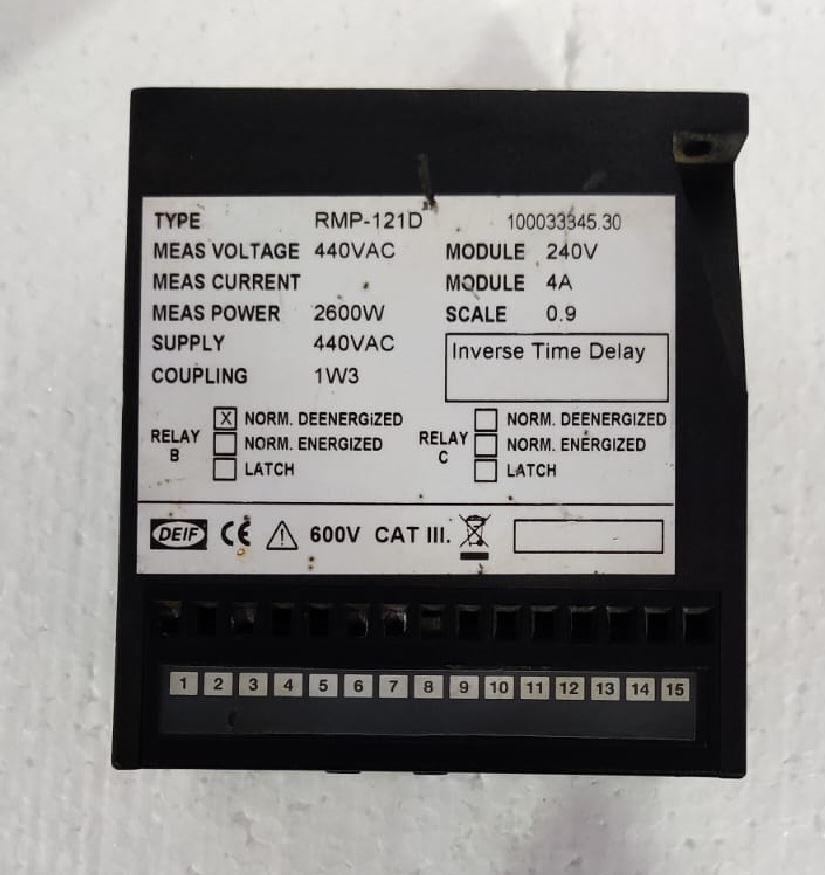 TYPE RMP-121D 100033345.30
MEAS VOLTAGE 440VAC MODULE 240V
MEAS CURRENT MODULE 4A
MEAS POWER 2600W SCALE 0.9
SUPPLY 440VAC
Inverse Time Delay
COUPLING 1W3
RELAY B
X NORM. DEENERGIZED
NORM. ENERGIZED
LATCH
RELAY C
NORM. DEENERGIZED
NORM. ENERGIZED
LATCH
DEIF CE 600V CAT III.
1 2 3 4 5 6 7 8 9 10 11 12 13 14 15